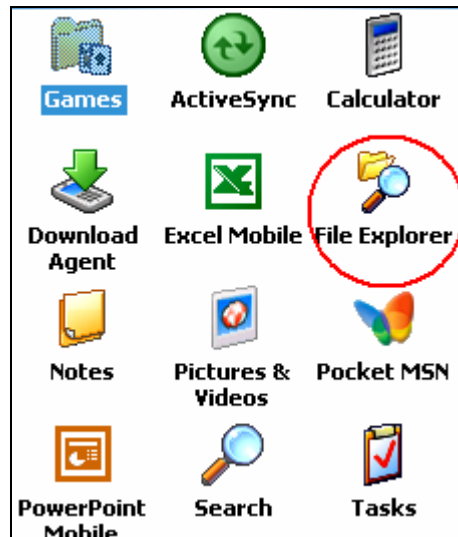 Games
ActiveSync
Calculator
Download
Agent
Excel Mobile
File Explorer
Notes
Pictures &
Videos
Pocket MSN
PowerPoint
Mobile
Search
Tasks